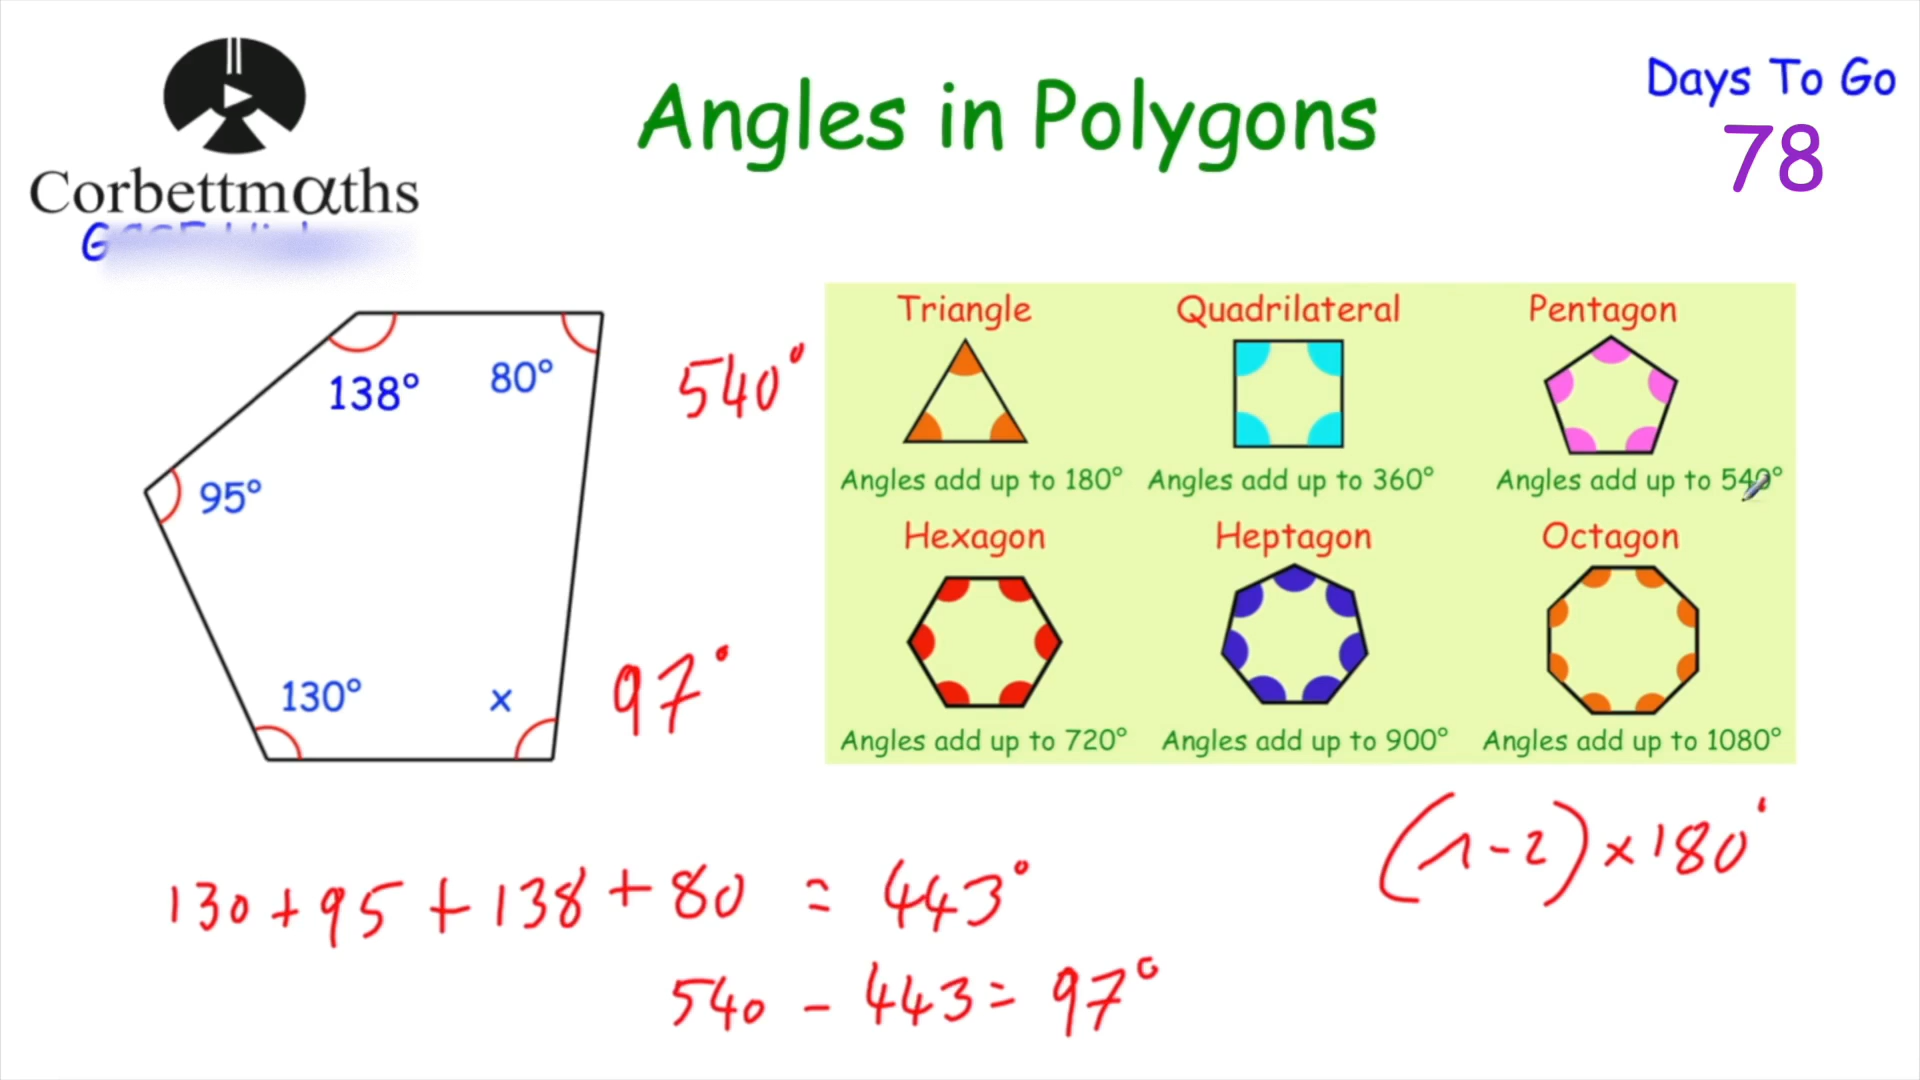 Corbettmαths
Angles in Polygons
Days To Go
78
138°
80°
95°
130°
x
540°
97°
Triangle
Quadrilateral
Pentagon
Angles add up to 180°
Angles add up to 360°
Angles add up to 540°
Hexagon
Heptagon
Octagon
Angles add up to 720°
Angles add up to 900°
Angles add up to 1080°
(n-2)×180°
130+95+138+80 = 443°
540 - 443 = 97°